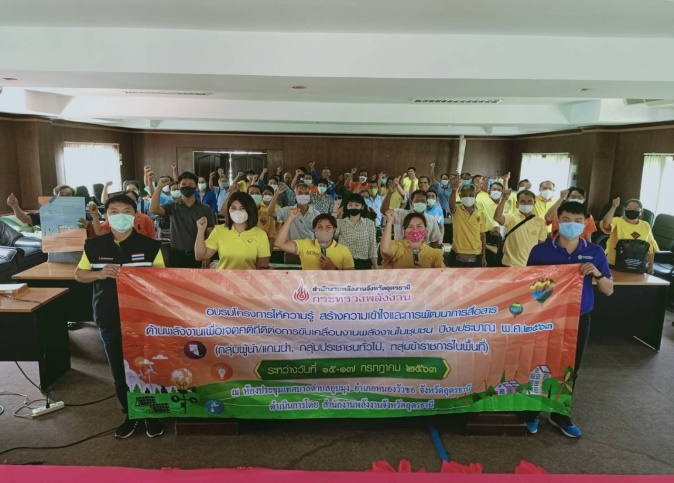 สำนักงานพลังงานจังหวัดอุดรธานี
กระทรวงพลังงาน
อบรมโครงการให้ความรู้ สร้างความเข้าใจและการพัฒนาการสื่อสาร
ด้านพลังงานเพื่อเจตคติที่ดีต่อการขับเคลื่อนงานพลังงานในชุมชน ปีงบประมาณ พ.ศ.๒๕๖๓
(กลุ่มผู้นำ/แกนนำ, กลุ่มประชาชนทั่วไป, กลุ่มข้าราชการในพื้นที่)
ระหว่างวันที่ ๑๕-๑๗ กรกฎาคม ๒๕๖๓
ณ ห้องประชุมเทศบาลตำบลอูบมุง อำเภอหนองวัวซอ จังหวัดอุดรธานี
ดำเนินการโดย สำนักงานพลังงานจังหวัดอุดรธานี